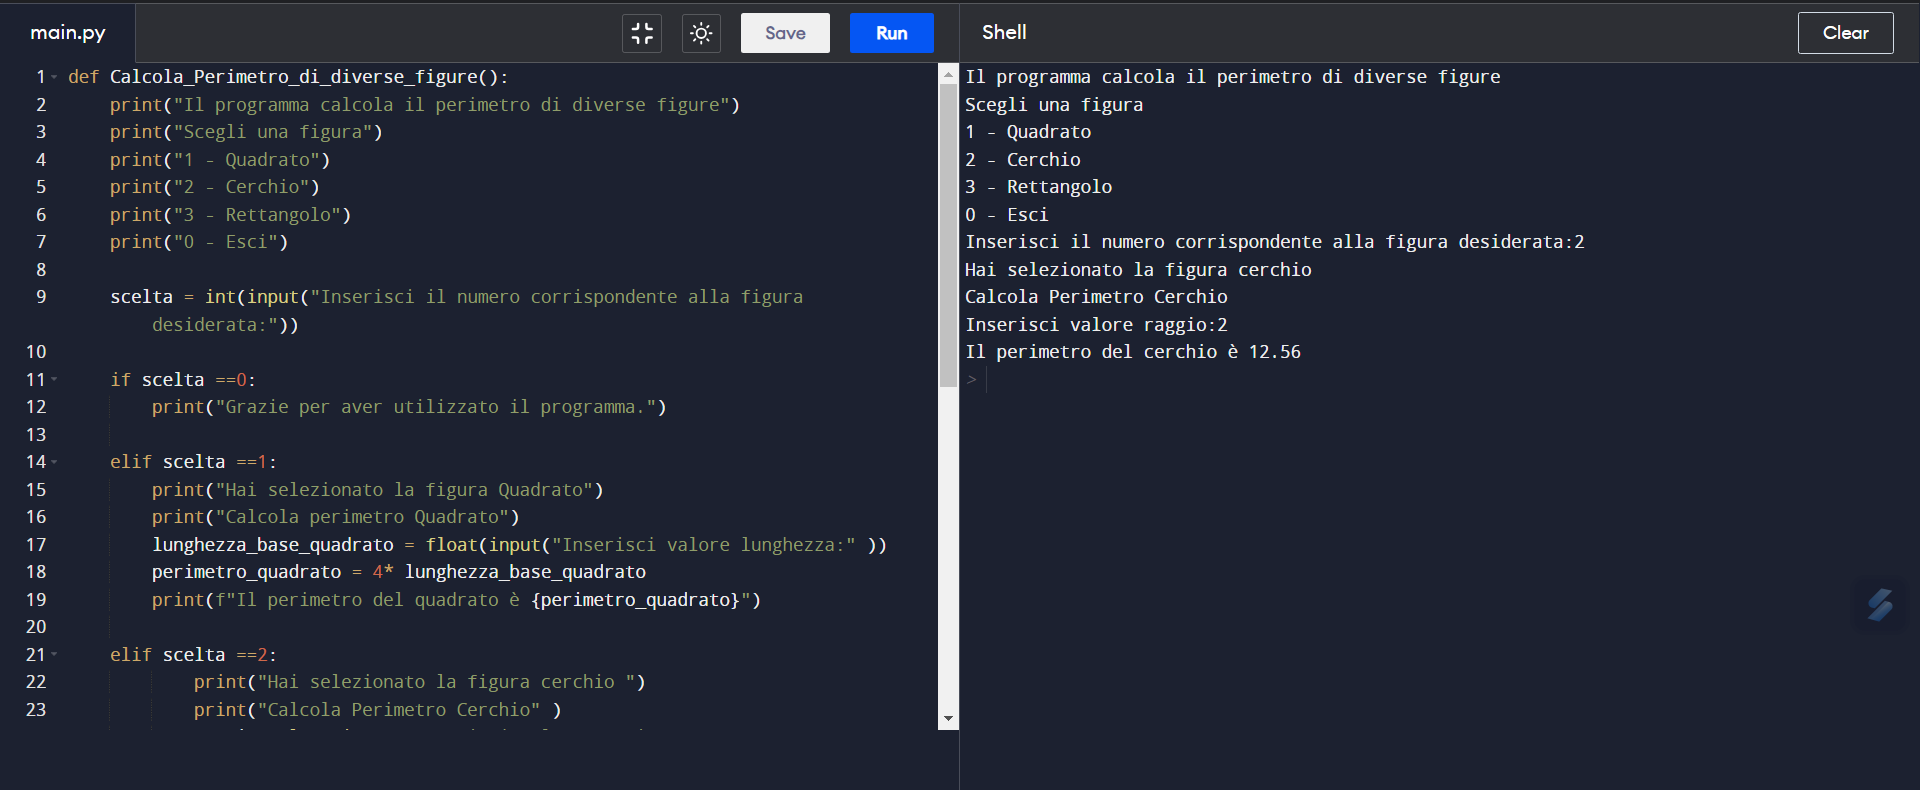 main.py
Save
Run
Shell
Clear
1 def Calcola_Perimetro_di_diverse_figure():
2 print("Il programma calcola il perimetro di diverse figure")
3 print("Scegli una figura")
4 print("1 - Quadrato")
5 print("2 - Cerchio")
6 print("3 - Rettangolo")
7 print("0 - Esci")
8
9 scelta = int(input("Inserisci il numero corrispondente alla figura
desiderata:"))
10
11 if scelta ==0:
12 print("Grazie per aver utilizzato il programma.")
13
14 elif scelta ==1:
15 print("Hai selezionato la figura Quadrato")
16 print("Calcola perimetro Quadrato")
17 lunghezza_base_quadrato = float(input("Inserisci valore lunghezza:" ))
18 perimetro_quadrato = 4* lunghezza_base_quadrato
19 print(f"Il perimetro del quadrato è {perimetro_quadrato}")
20
21 elif scelta ==2:
22 print("Hai selezionato la figura cerchio ")
23 print("Calcola Perimetro Cerchio" )
Il programma calcola il perimetro di diverse figure
Scegli una figura
1 - Quadrato
2 - Cerchio
3 - Rettangolo
0 - Esci
Inserisci il numero corrispondente alla figura desiderata:2
Hai selezionato la figura cerchio
Calcola Perimetro Cerchio
Inserisci valore raggio:2
Il perimetro del cerchio è 12.56
>